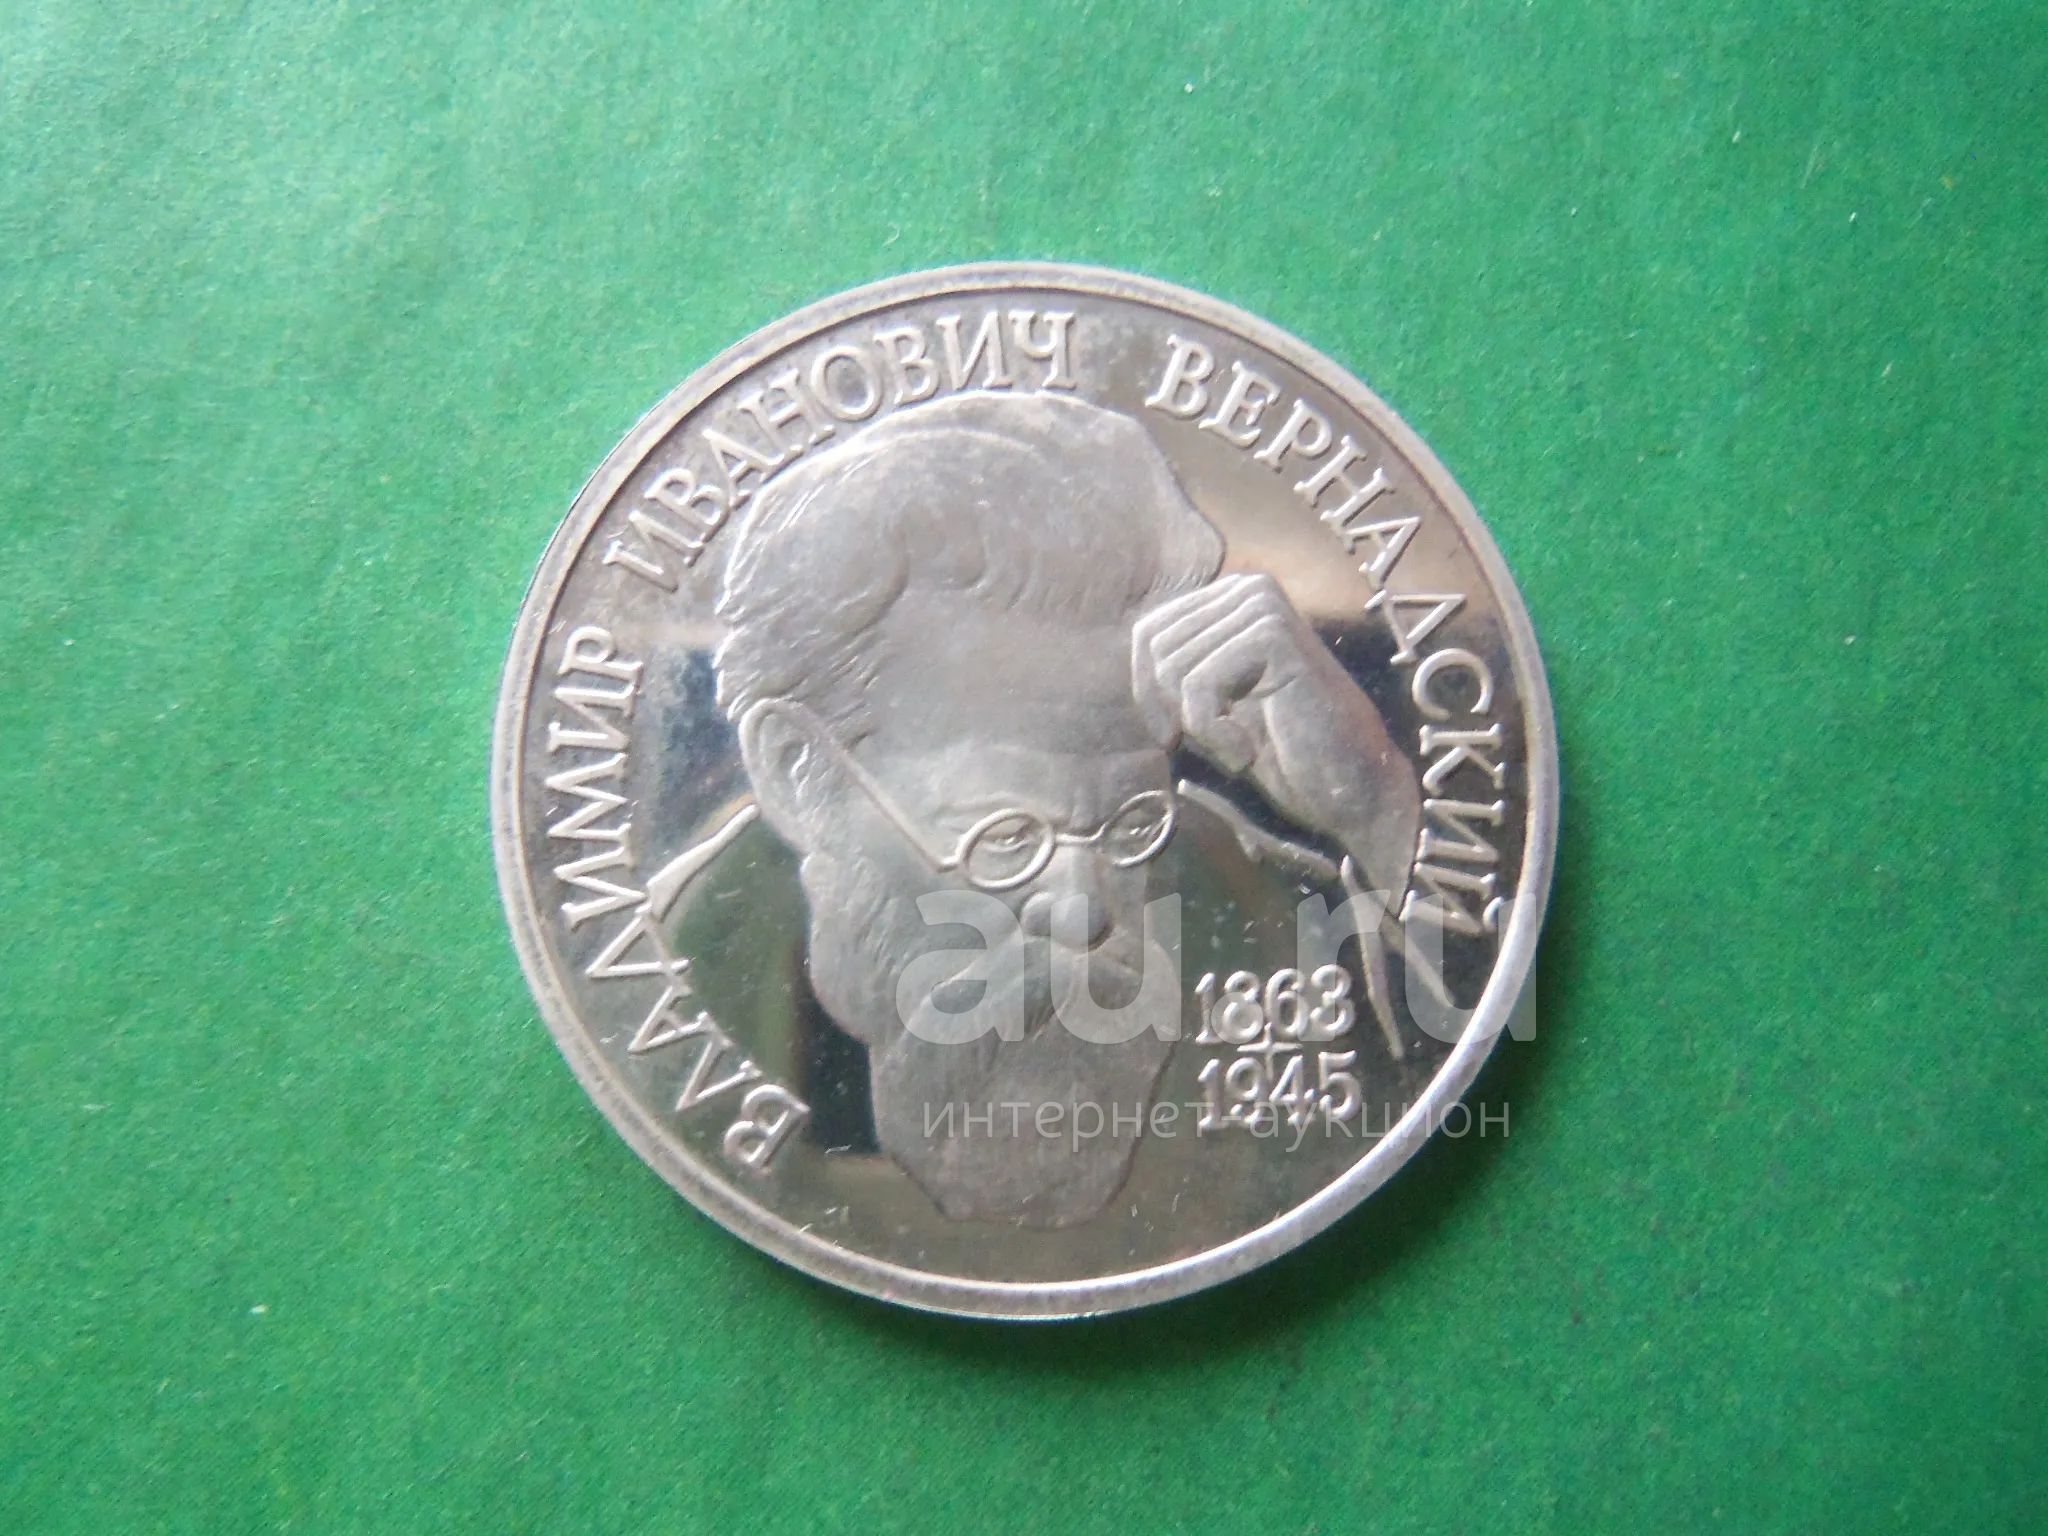 ВЛАДИМИР ИВАНОВИЧ ВЕРНАДСКИЙ
1863
1945
au.ru
интернет-аукцион